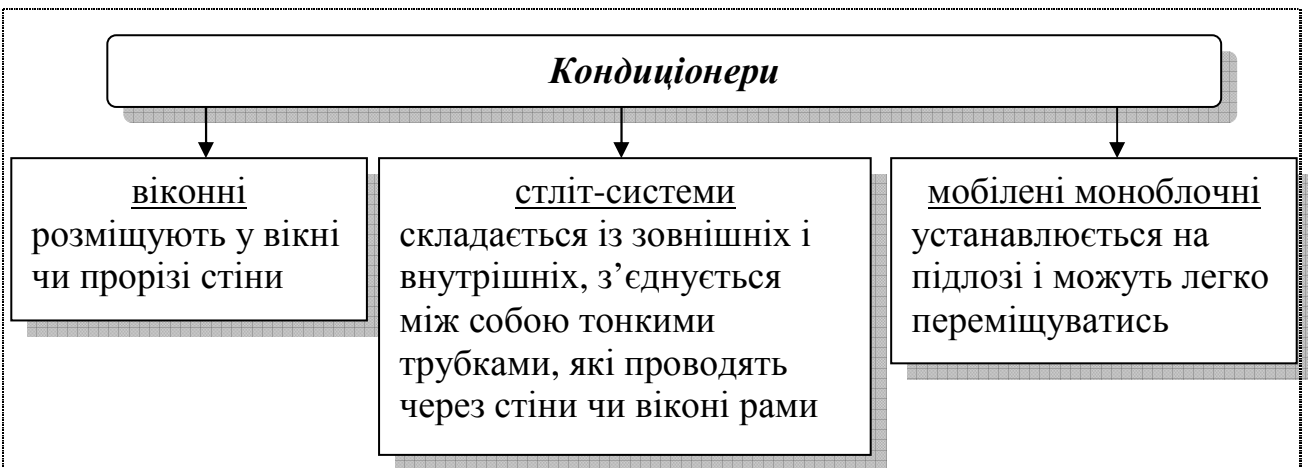 Кондиціонери
віконні
розміщують у вікні
чи прорізі стіни
стліт-системи
складається із зовнішніх і
внутрішніх, з’єднується
між собою тонкими
трубками, які проводять
через стіни чи віконі рами
мобілені моноблочні
устанавлюється на
підлозі і можуть легко
переміщуватись